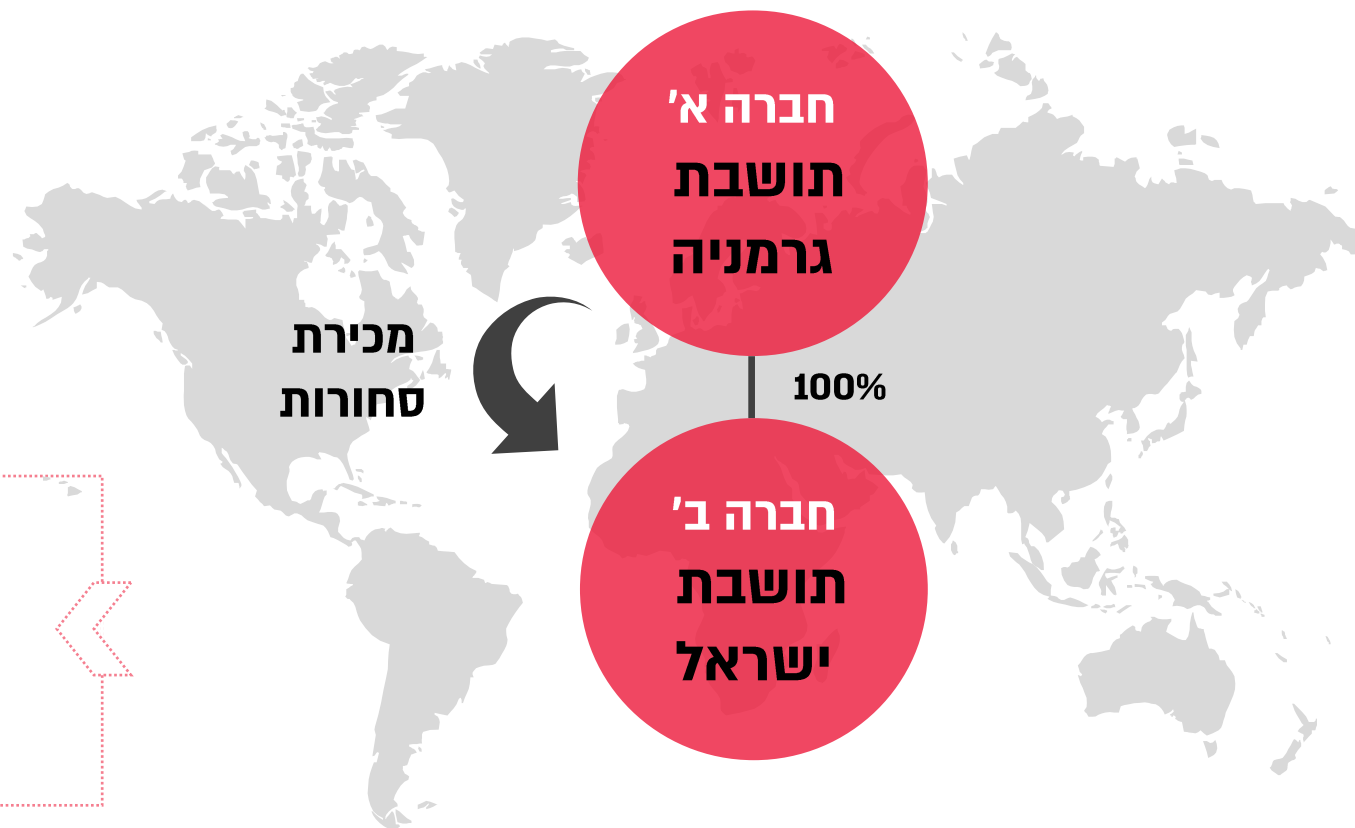 חברה א'
תושבת
גרמניה
מכירת
סחורות
100%
חברה ב'
תושבת
ישראל